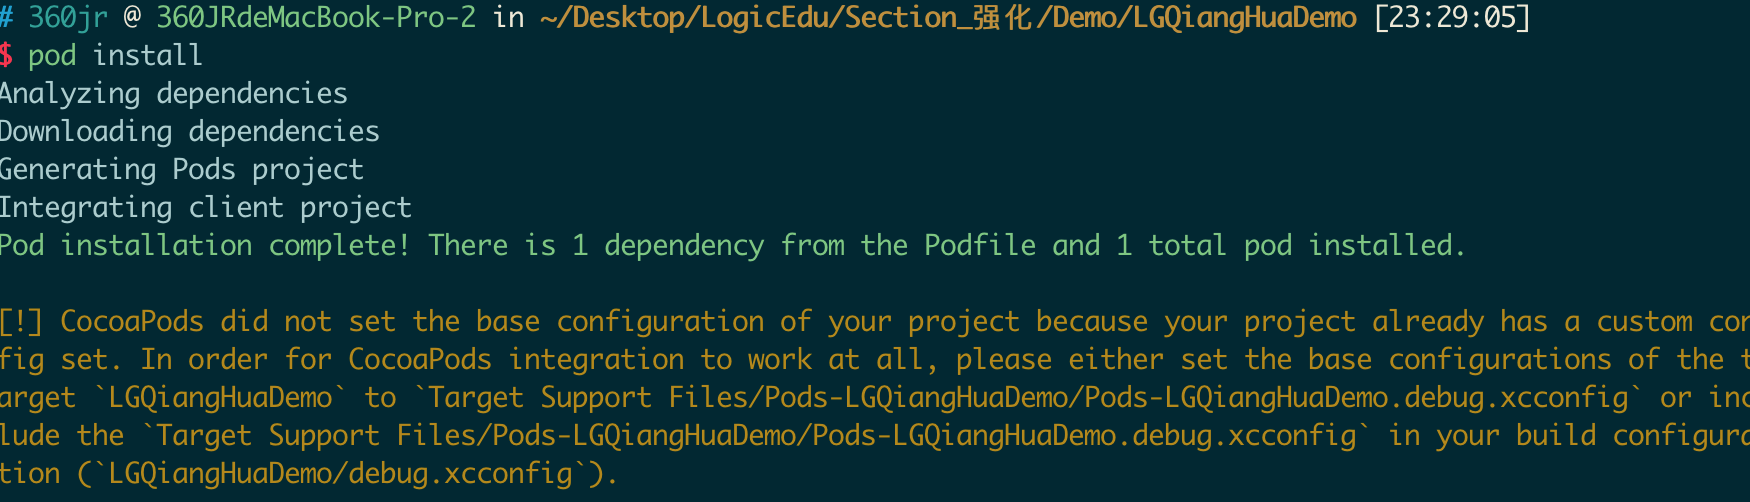 # 360jr @ 360JRdeMacBook-Pro-2 in ~/Desktop/LogicEdu/Section_强化/Demo/LGQiangHuaDemo [23:29:05]
$ pod install
Analyzing dependencies
Downloading dependencies
Generating Pods project
Integrating client project
Pod installation complete! There is 1 dependency from the Podfile and 1 total pod installed.
[!] CocoaPods did not set the base configuration of your project because your project already has a custom con
fig set. In order for CocoaPods integration to work at all, please either set the base configurations of the t
arget `LGQiangHuaDemo` to `Target Support Files/Pods-LGQiangHuaDemo/Pods-LGQiangHuaDemo.debug.xcconfig` or inc
lude the `Target Support Files/Pods-LGQiangHuaDemo/Pods-LGQiangHuaDemo.debug.xcconfig` in your build configura
tion (`LGQiangHuaDemo/debug.xcconfig`).